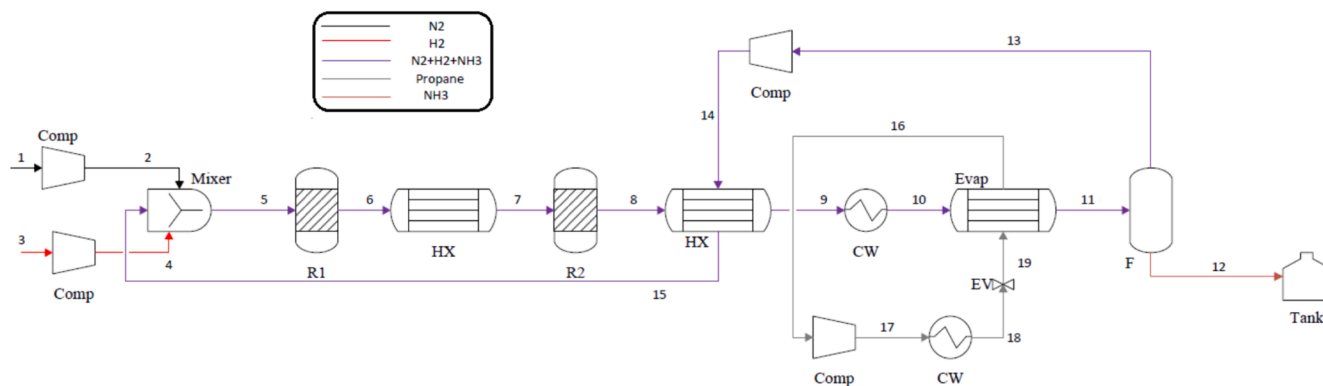 N2
H2
N2+H2+NH3
Propane
NH3
13
Comp
14
16
Comp
1
2
Mixer
5
6
7
8
9
10
Evap
11
3
4
Comp
R1
HX
R2
HX
CW
19
F
12
15
EV
Tank
17
18
Comp
CW